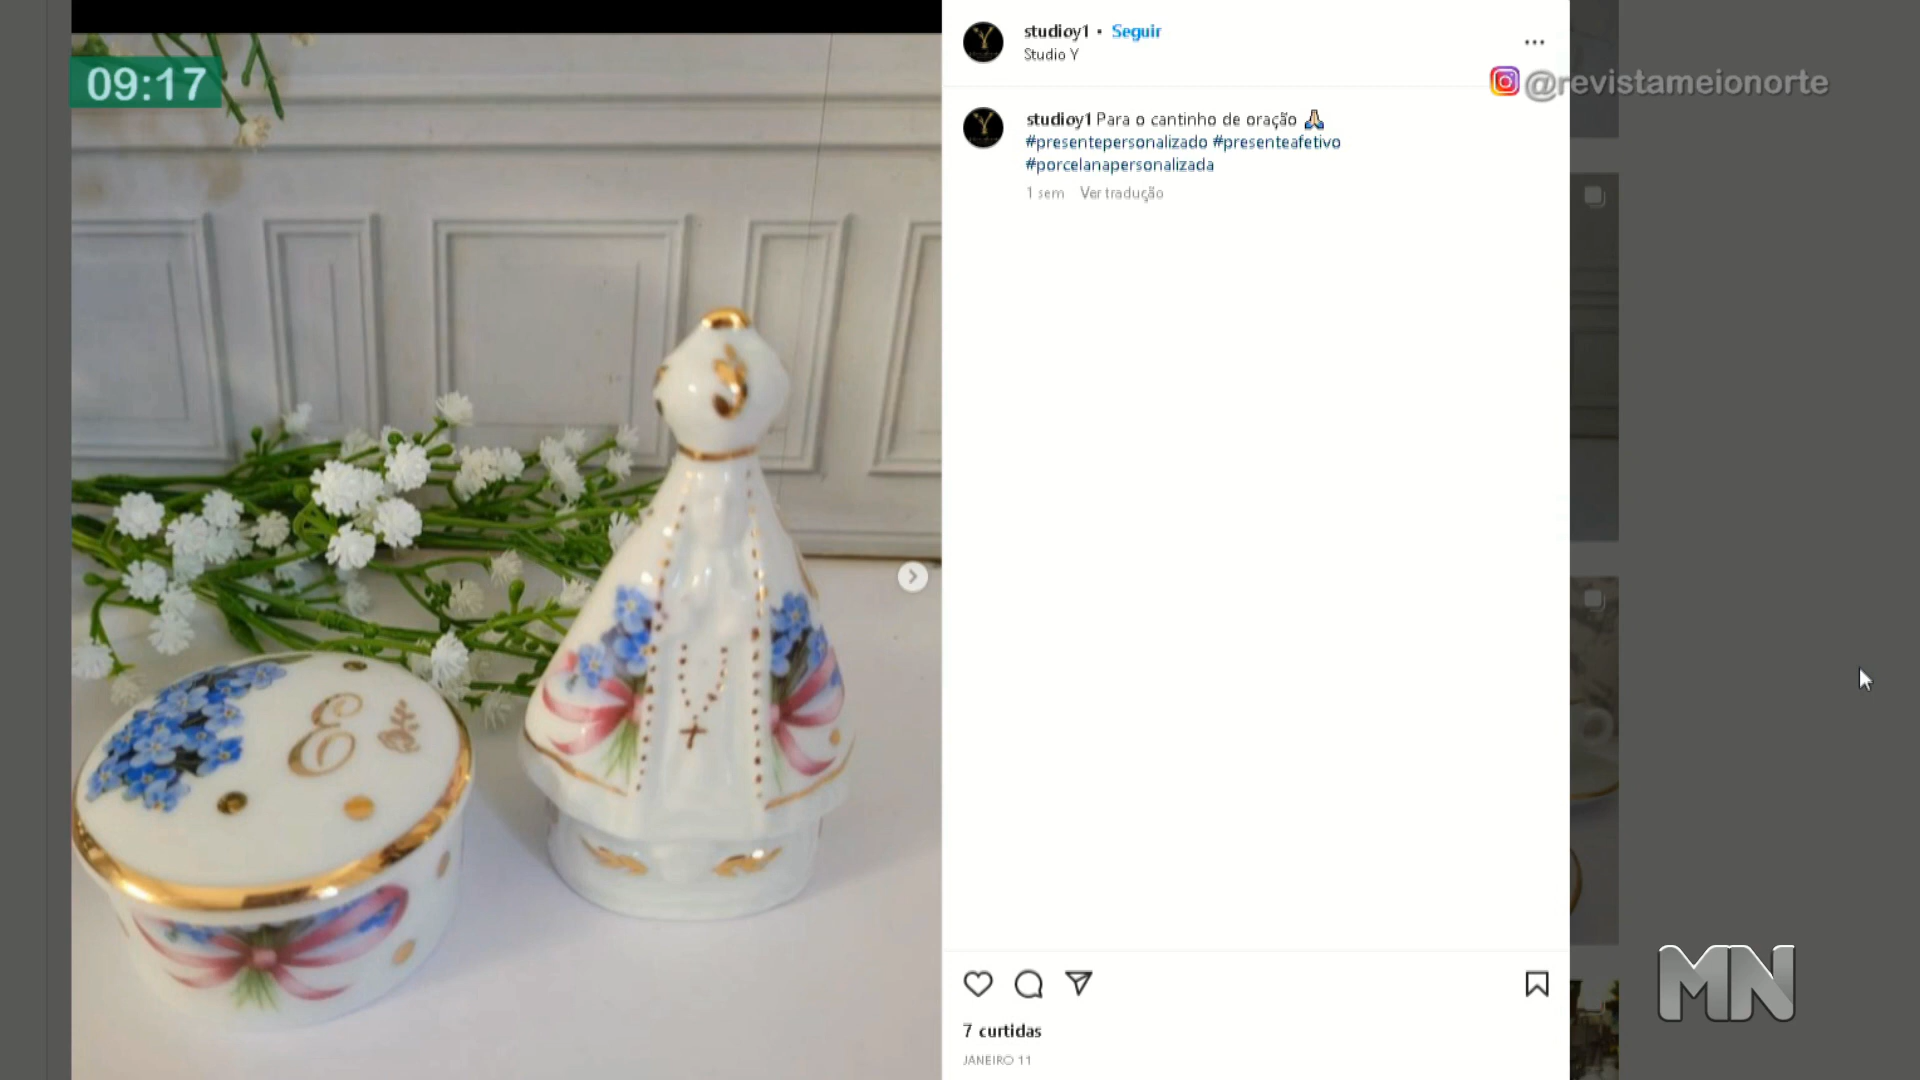 09:17
studioy1 • Seguir
Studio Y
@revistameionorte
studioy1 Para o cantinho de oração 🙏
#presentepersonalizado #presenteafetivo
#porcelanapersonalizada
1 sem Ver tradução
E
7 curtidas
JANEIRO 11
MN